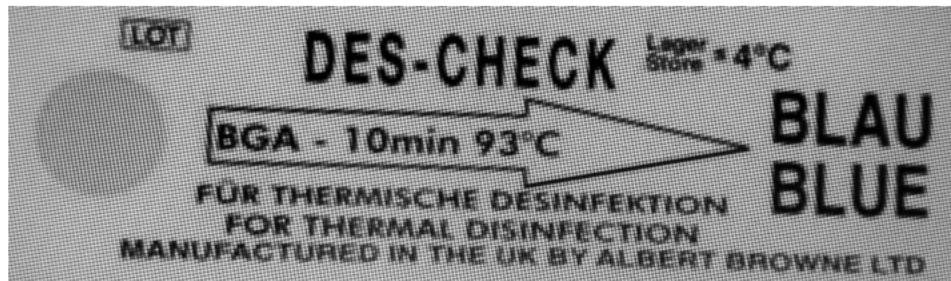 LOT
DES-CHECK
Lager
Store = 4°C
BGA - 10min 93°C
BLAU
BLUE
FÜR THERMISCHE DESINFEKTION
FOR THERMAL DISINFECTION
MANUFACTURED IN THE UK BY ALBERT BROWNE LTD